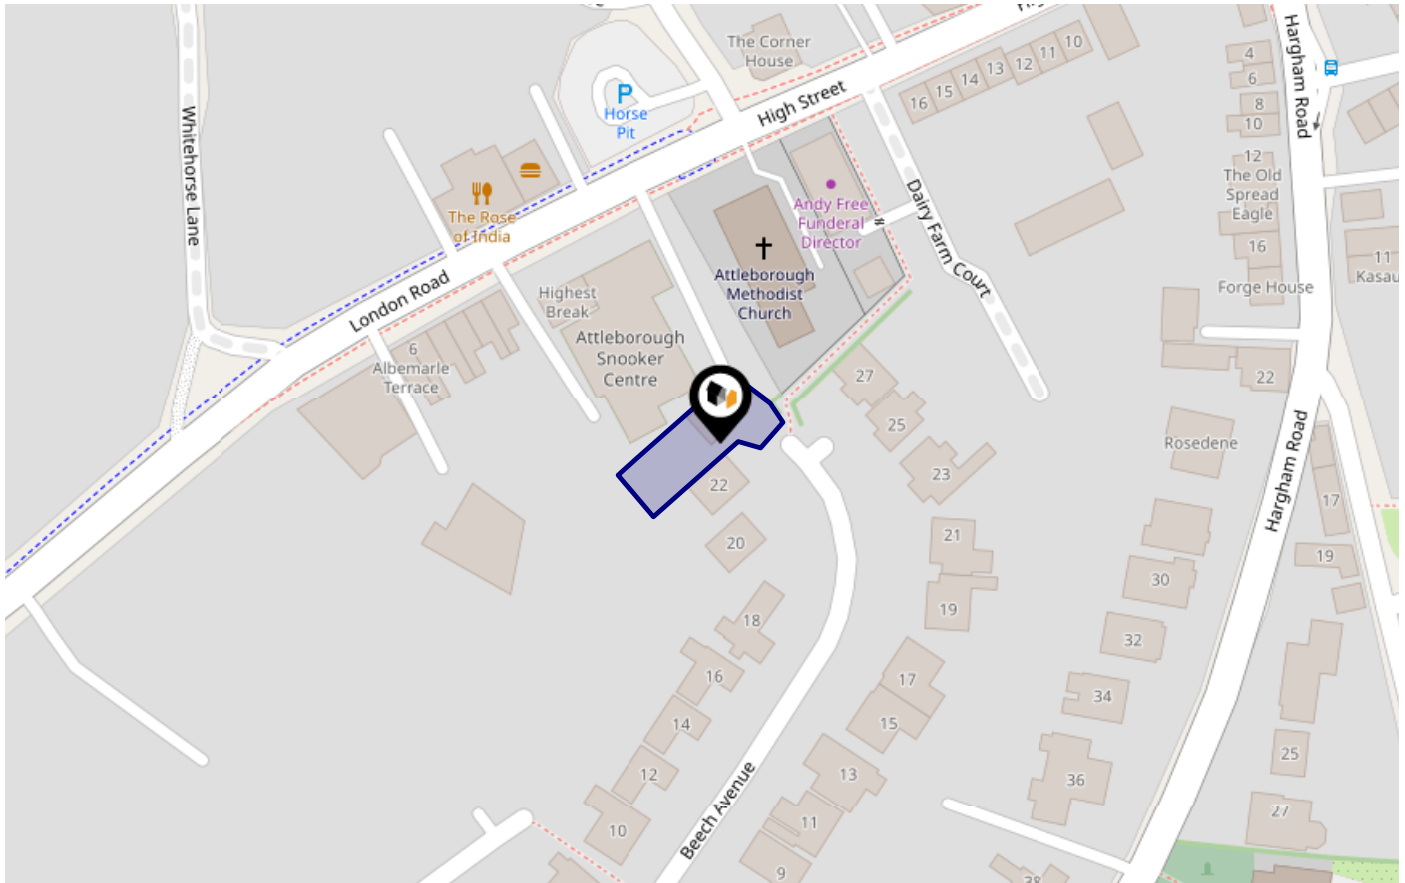 The Corner
House
High Street
P
Horse
Pit
Whitehorse Lane
The Rose
of India
Andy Free
Funderal
Director
Attleborough
Methodist
Church
Dairy Farm Court
16
15
14
13
12
11
10
Hargham Road
4
6
8
10
12
The Old
Spread
Eagle
16
Forge House
11
Kasau
22
London Road
Highest
Break
Attleborough
Snooker
Centre
6
Albemarle
Terrace
27
25
23
22
20
21
19
18
16
17
14
15
12
13
10
11
9
Beech Avenue
Rosedene
Hargham Road
17
19
30
32
34
36
38
25
27